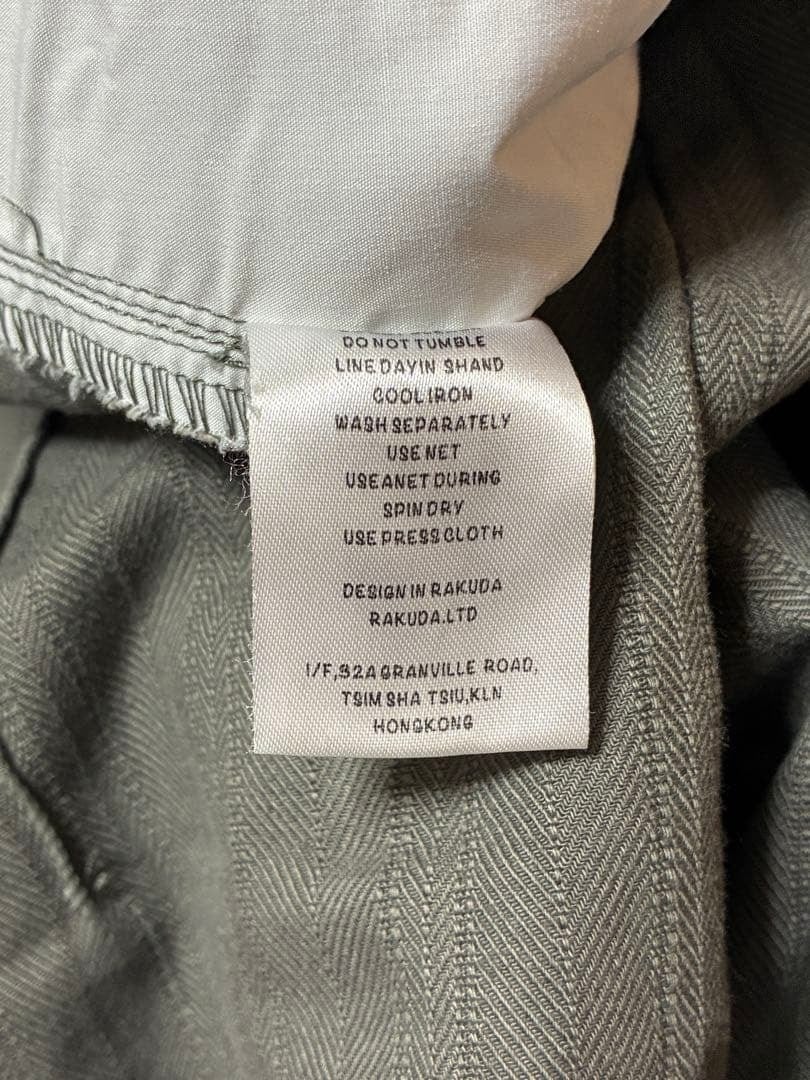 DO NOT TUMBLE
LINE DAYIN SHAND
COOL IRON
WASH SEPARATELY
USE NET
USE A NET DURING
SPIN DRY
USE PRESS CLOTH
DESIGN IN RAKUDA
RAKUDA.LTD
1/F,32A GRANVILLE ROAD,
TSIM SHA TSIU,KLN
HONGKONG